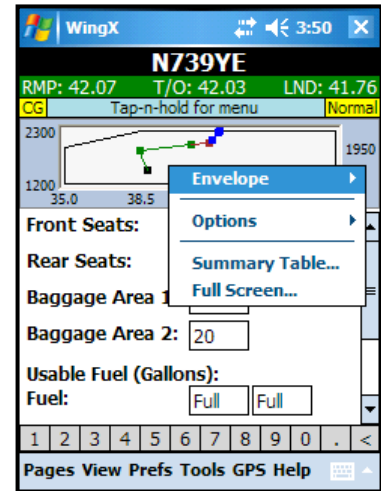 WingX 3:50
N739YE
RMP: 42.07 T/O: 42.03 LND: 41.76
CG Tap-n-hold for menu Normal
2300
1950
1200
35.0 38.5
Envelope
Options
Summary Table...
Full Screen...
Front Seats:
Rear Seats:
Baggage Area 1
Baggage Area 2: 20
Usable Fuel (Gallons):
Fuel: Full Full
1 2 3 4 5 6 7 8 9 0 . <
Pages View Prefs Tools GPS Help